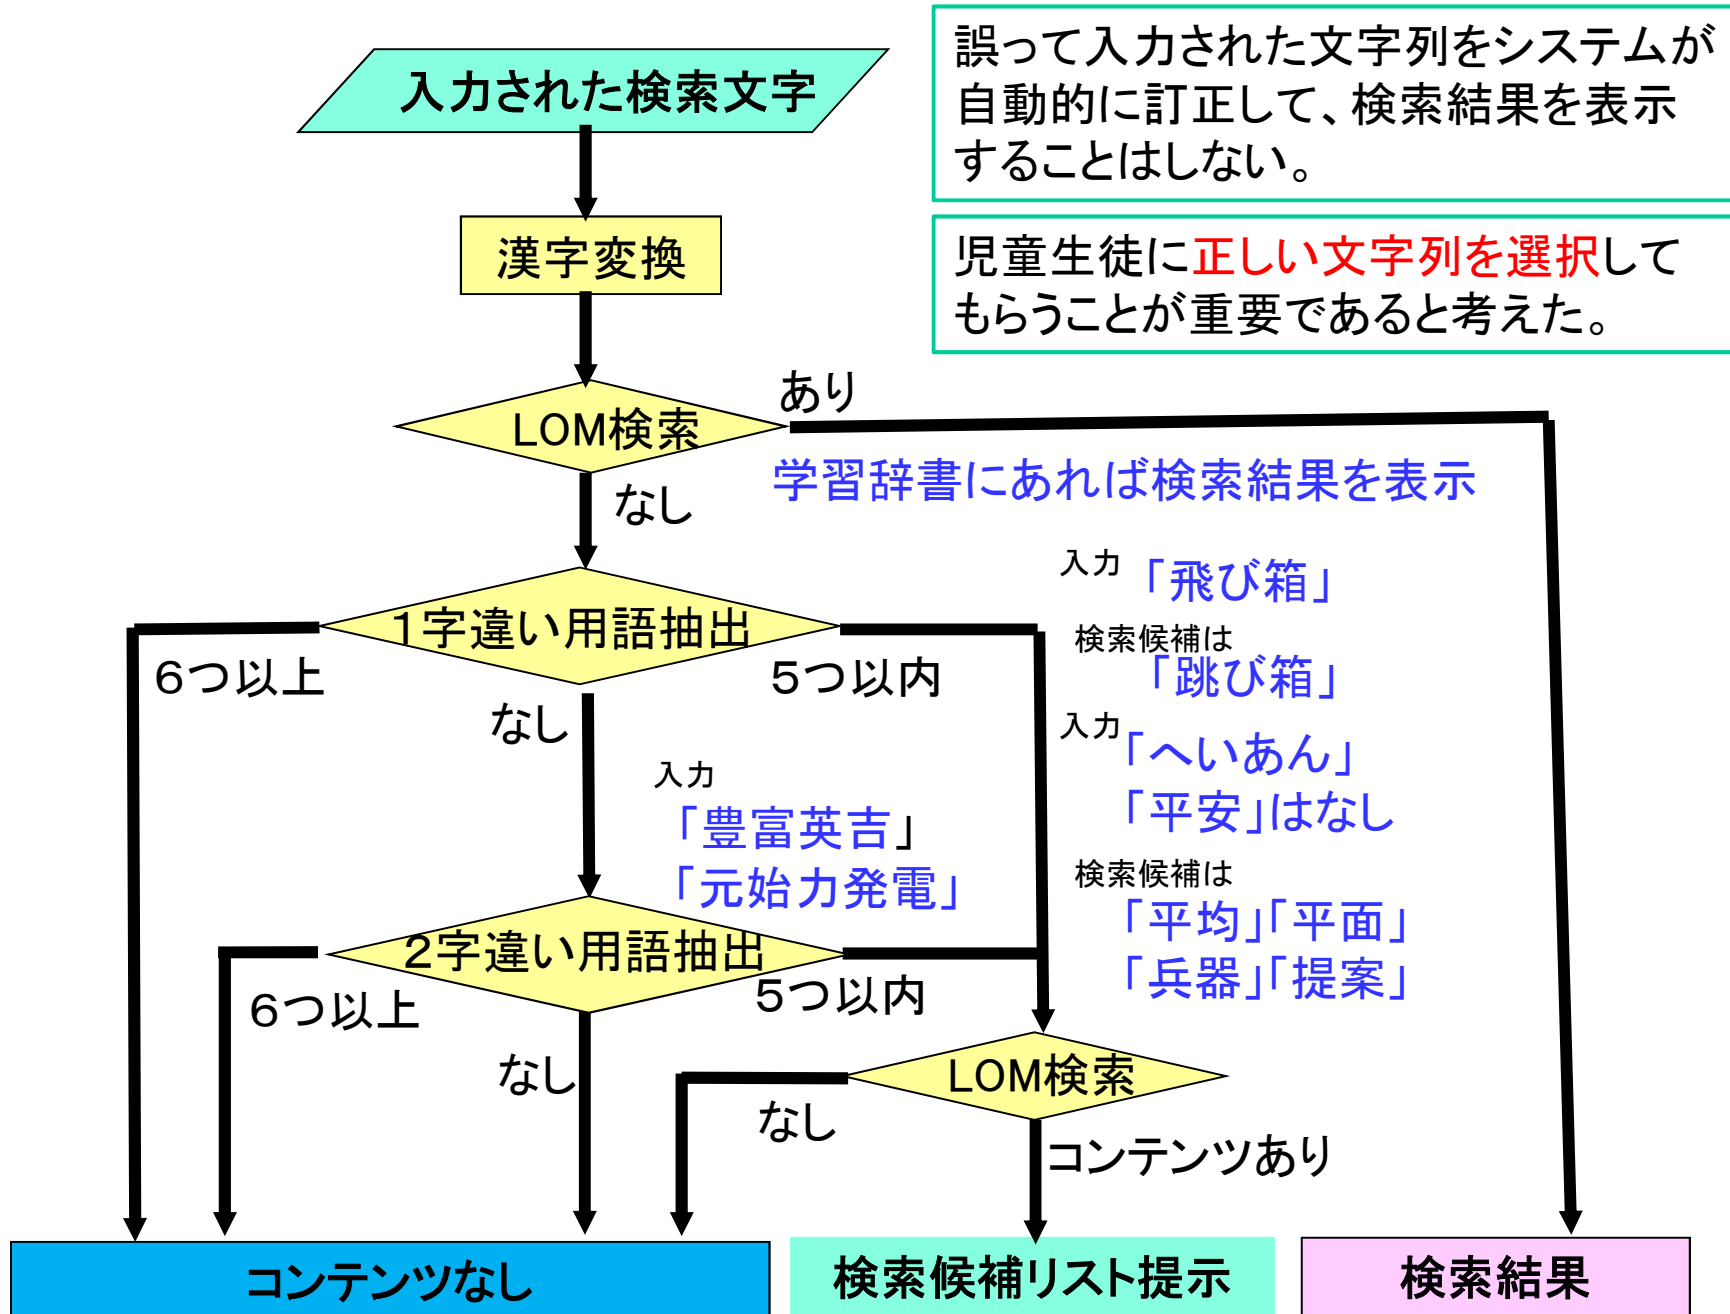 入力された検索文字
誤って入力された文字列をシステムが
自動的に訂正して、検索結果を表示
することはしない。
漢字変換
児童生徒に正しい文字列を選択して
もらうことが重要であると考えた。
LOM検索
あり
学習辞書にあれば検索結果を表示
なし
1字違い用語抽出
6つ以上
5つ以内
なし
入力
「飛び箱」
検索候補は
「跳び箱」
入力
「へいあん」
「平安」はなし
検索候補は
「平均」「平面」
「兵器」「提案」
入力
「豊富英吉」
「元始力発電」
2字違い用語抽出
6つ以上
5つ以内
なし
LOM検索
なし
コンテンツあり
コンテンツなし
検索候補リスト提示
検索結果